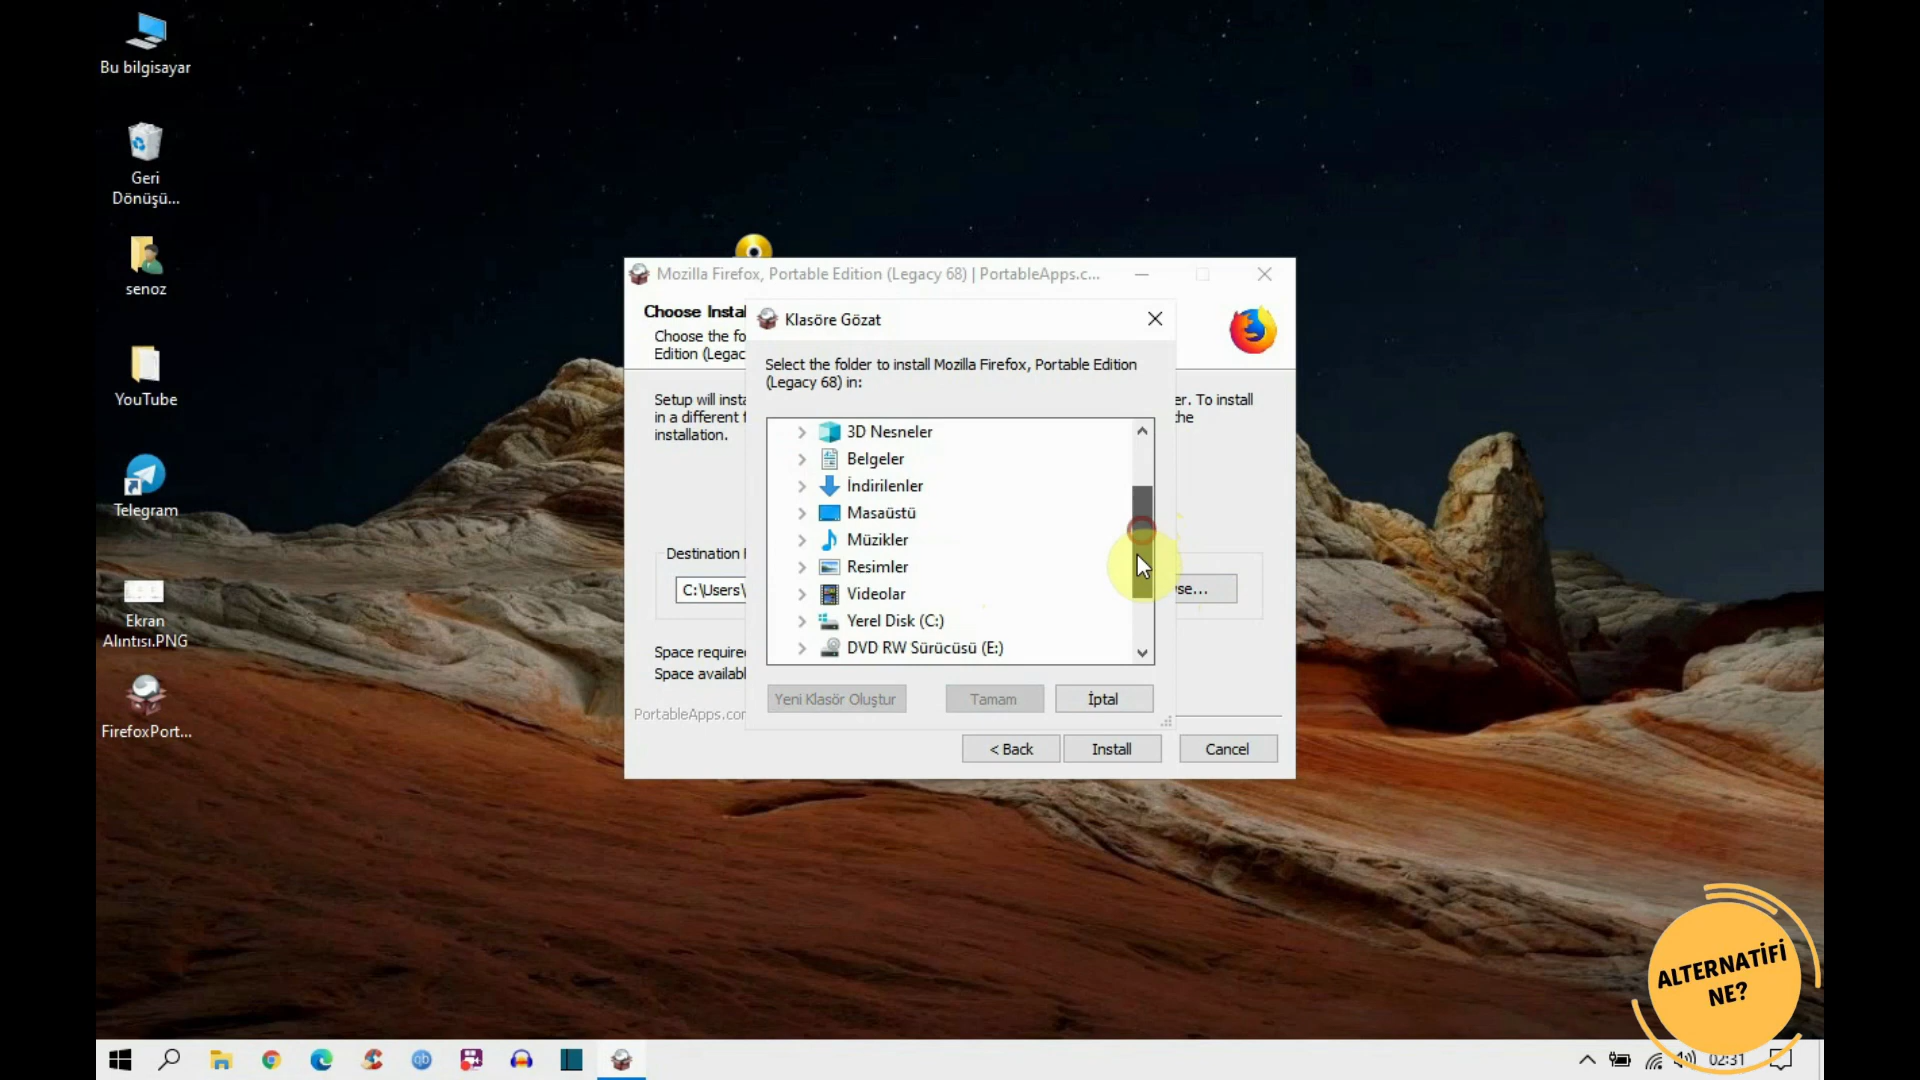 Bu bilgisayar
Geri
Dönüşü...
senoz
YouTube
Telegram
Ekran
Alıntısı.PNG
FirefoxPort...
Mozilla Firefox, Portable Edition (Legacy 68) | PortableApps.c...
Choose Instal
Choose the fo
Edition (Legac
Setup will insta
er. To install
in a different f
the
installation.
Destination
C:\Users\
se...
Space require
Space availabl
PortableApps.com
Klasöre Gözat
Select the folder to install Mozilla Firefox, Portable Edition
(Legacy 68) in:
3D Nesneler
Belgeler
İndirilenler
Masaüstü
Müzikler
Resimler
Videolar
Yerel Disk (C:)
DVD RW Sürücüsü (E:)
Yeni Klasör Oluştur
Tamam
İptal
< Back
Install
Cancel
ALTERNATİFİ
NE?
qb
02:31